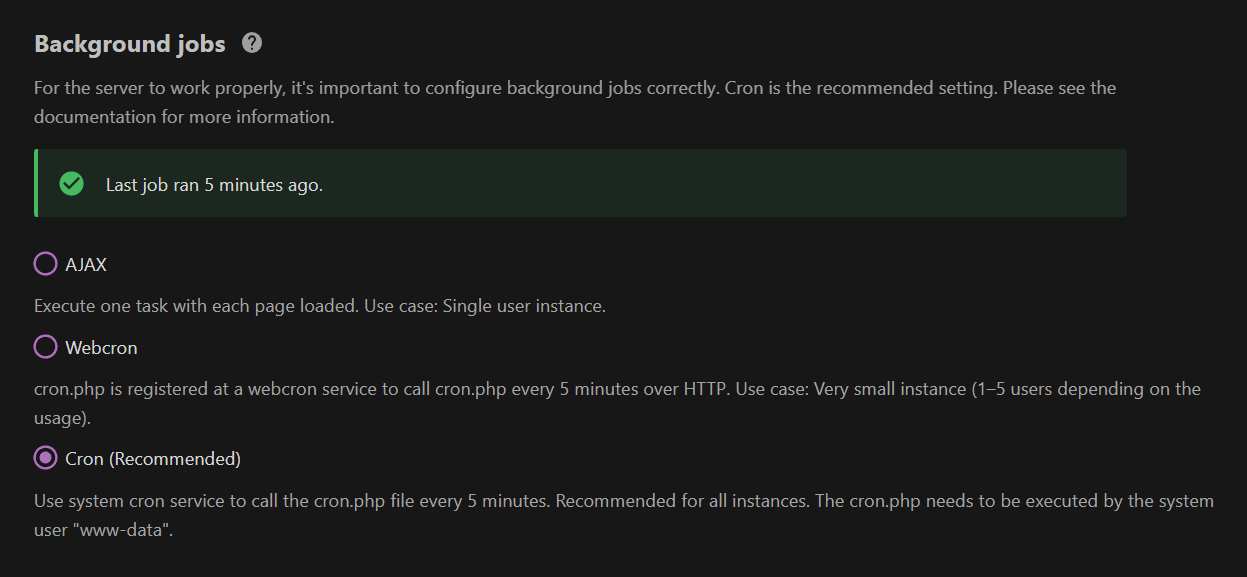 Background jobs ?
For the server to work properly, it's important to configure background jobs correctly. Cron is the recommended setting. Please see the
documentation for more information.
Last job ran 5 minutes ago.
AJAX
Execute one task with each page loaded. Use case: Single user instance.
Webcron
cron.php is registered at a webcron service to call cron.php every 5 minutes over HTTP. Use case: Very small instance (1–5 users depending on the
usage).
Cron (Recommended)
Use system cron service to call the cron.php file every 5 minutes. Recommended for all instances. The cron.php needs to be executed by the system
user "www-data".